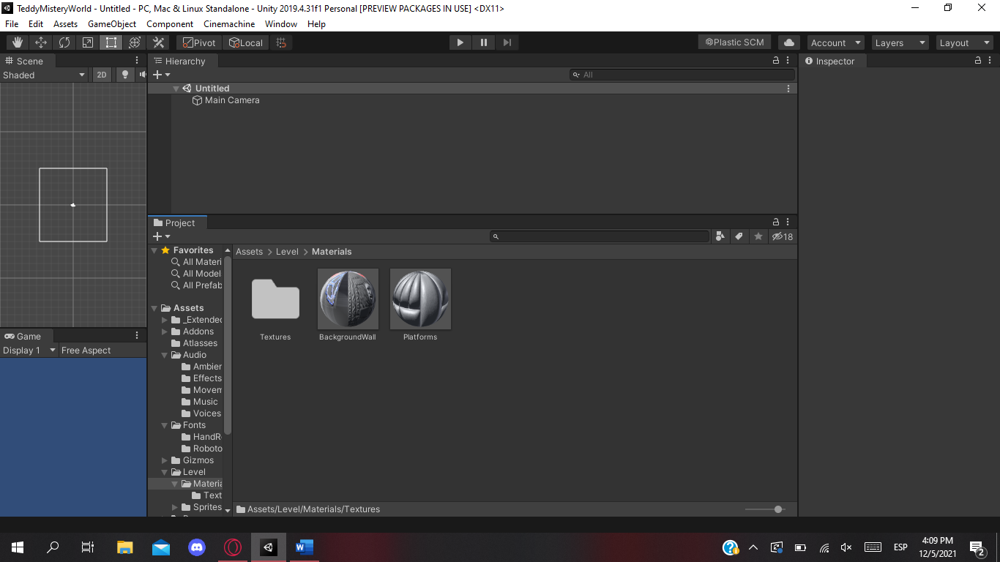 TeddyMisteryWorld - Untitled - PC, Mac & Linux Standalone - Unity 2019.4.31f1 Personal [PREVIEW PACKAGES IN USE] <DX11>
File Edit Assets GameObject Component Cinemachine Window Help
Pivot Local Plastic SCM Account Layers Layout
Scene
Shaded 2D
Hierarchy
All
Untitled
Main Camera
Inspector
Project
18
Favorites
All Materi
All Model
All Prefab
Assets
_Extended
Addons
Atlasses
Audio
Ambien
Effects
Movem
Music
Voices
Fonts
HandRe
Roboto
Gizmos
Level
Materia
Text
Sprites
Assets > Level > Materials
Textures BackgroundWall Platforms
Assets/Level/Materials/Textures
Game
Display 1 Free Aspect
ESP
4:09 PM
12/5/2021
2